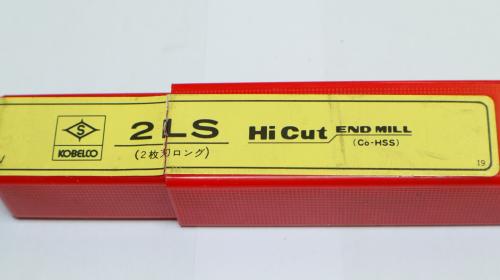 S
KOBELCO
2LS
(2枚刃ロング)
Hi Cut END MILL
(Co-HSS)
19